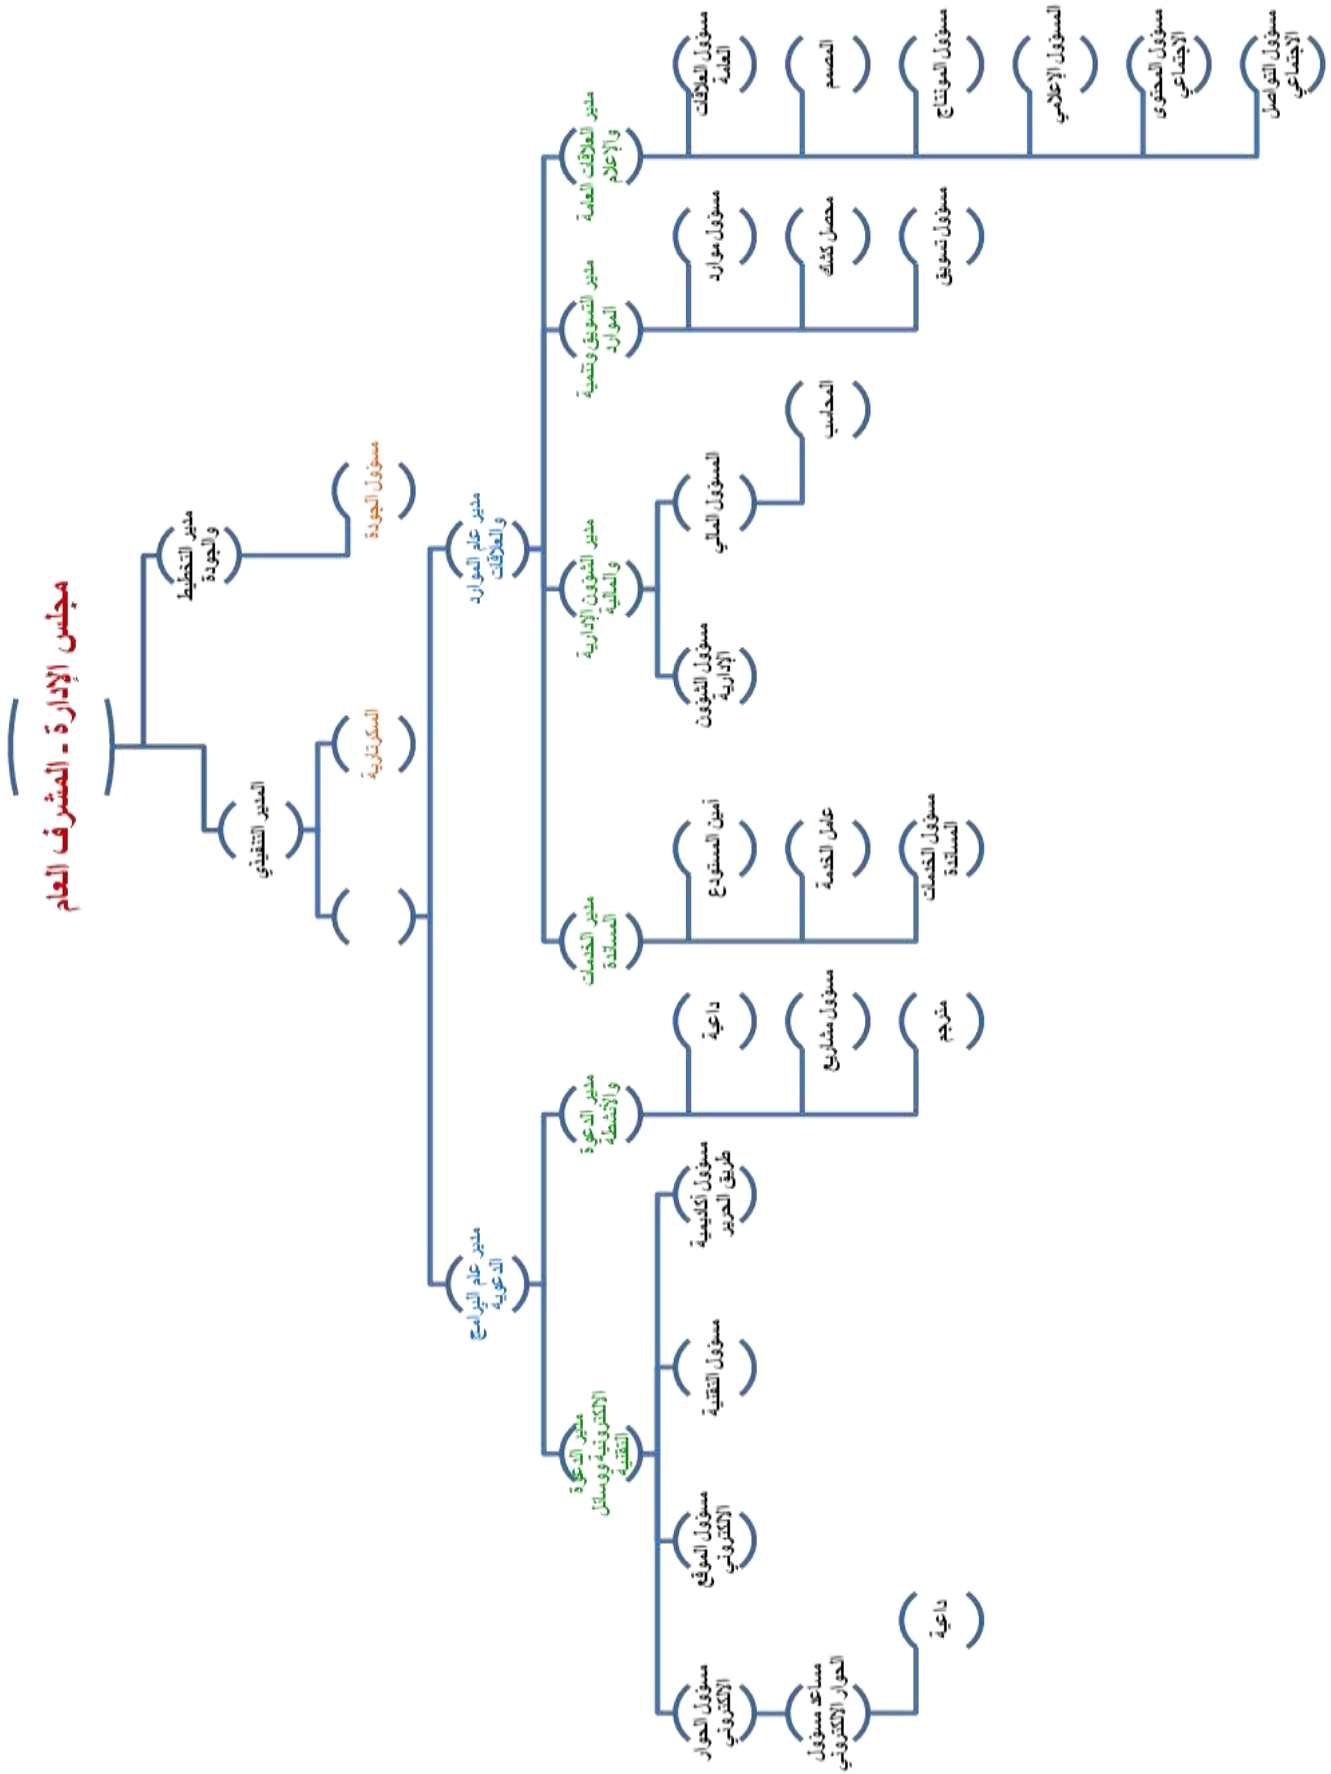 مجلس الإدارة - المشرف العام
مدير التخطيط
والجودة
مسؤول الجودة
المدير التنفيذي
السكرتارية
مدير عام الموارد
والعلاقات
مدير عام البرامج
الدعوية
مدير العلاقات العامة
والإعلام
مدير التسويق وتنمية
الموارد
مدير الشؤون الإدارية
والمالية
مدير الخدمات
المساندة
مدير الدعوة
والأنشطة
مدير الدعوة
الالكترونية ووسائل
التقنية
مسؤول العلاقات
العامة
المصمم
مسؤول المونتاج
المسؤول الإعلامي
مسؤول المحتوى
الاجتماعي
مسؤول التواصل
الاجتماعي
مسؤول موارد
محصل كشك
مسؤول تسويق
المسؤول المالي
المحاسب
مسؤول الشؤون
الإدارية
أمين المستودع
عامل الخدمة
مسؤول الخدمات
المساندة
داعية
مسؤول مشاريع
مترجم
مسؤول أكاديمية
طريق الحرير
مسؤول التقنية
مسؤول الموقع
الالكتروني
مسؤول الحوار
الالكتروني
مساعد مسؤول
الحوار الالكتروني
داعية